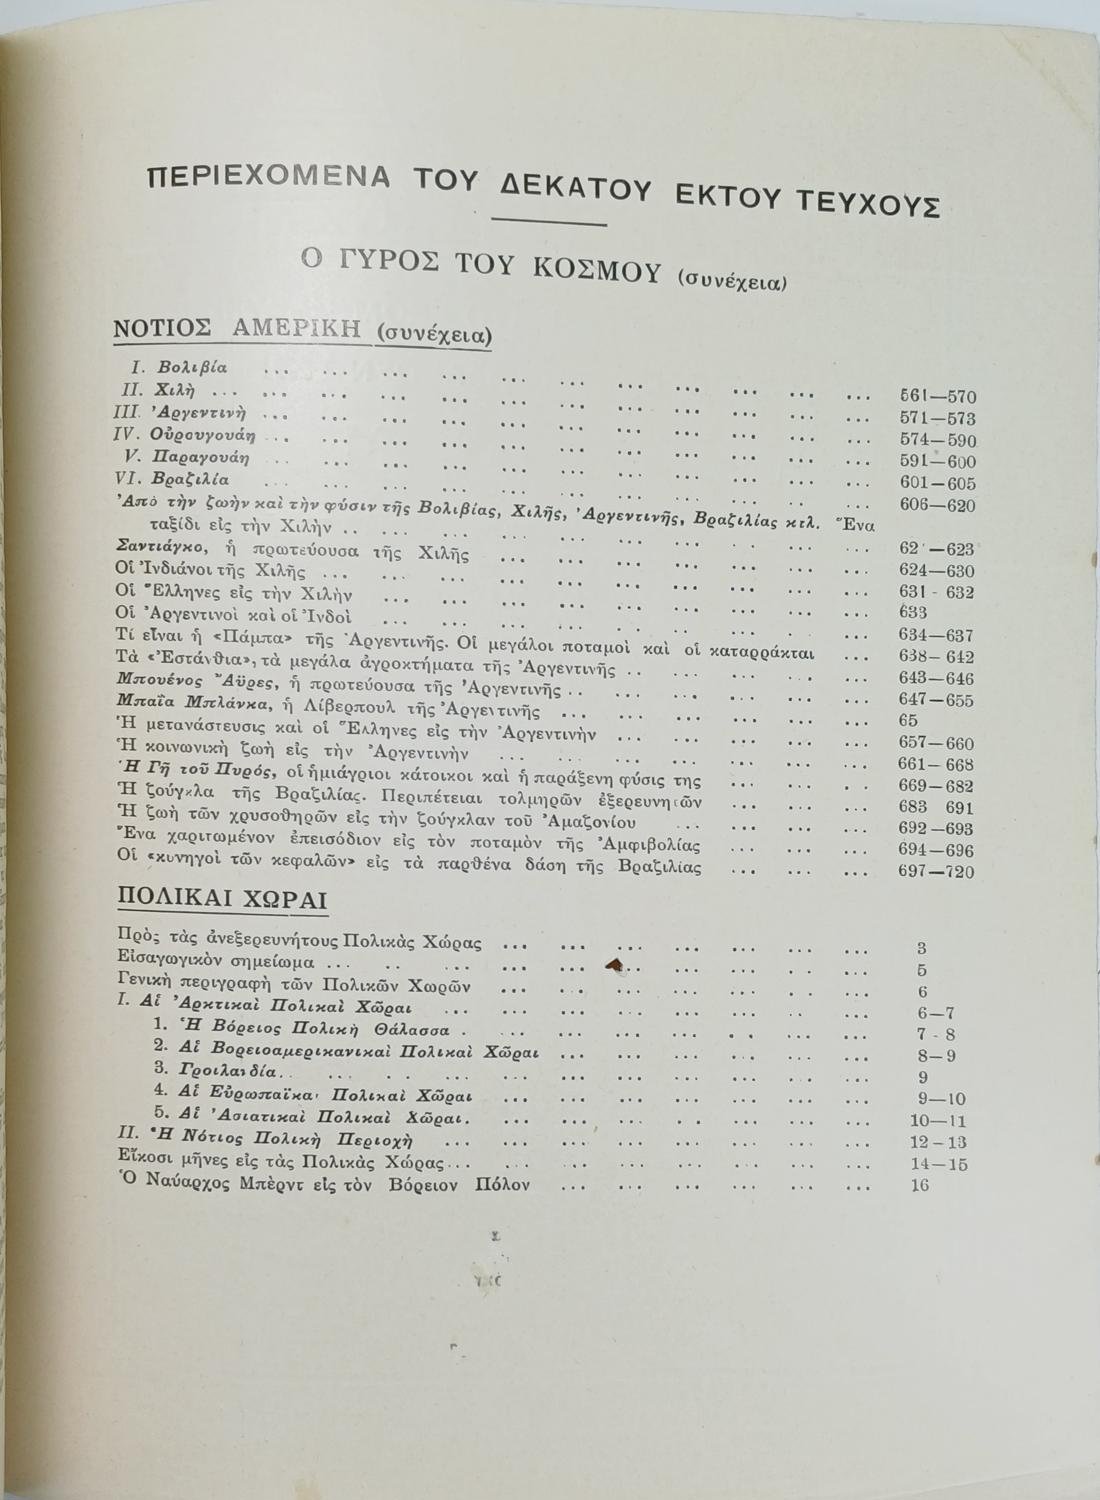 ΠΕΡΙΕΧΟΜΕΝΑ ΤΟΥ ΔΕΚΑΤΟΥ ΕΚΤΟΥ ΤΕΥΧΟΥΣ
Ο ΓΥΡΟΣ ΤΟΥ ΚΟΣΜΟΥ (συνέχεια)
ΝΟΤΙΟΣ ΑΜΕΡΙΚΗ (συνέχεια)
I. Βολιβία ... ... ... ... ... ... ... ... ... ... ... 561—570
II. Χιλὴ ... ... ... ... ... ... ... ... ... ... ... ... 571—573
III. Ἀργεντινὴ ... ... ... ... ... ... ... ... ... ... ... 574—590
IV. Οὐρουγουάη ... ... ... ... ... ... ... ... ... ... ... 591—600
V. Παραγουάη ... ... ... ... ... ... ... ... ... ... ... 601—605
VI. Βραζιλία ... ... ... ... ... ... ... ... ... ... ... 606—620
Ἀπὸ τὴν ζωὴν καὶ τὴν φύσιν τῆς Βολιβίας, Χιλῆς, Ἀργεντινῆς, Βραζιλίας κτλ. Ἕνα
ταξίδι εἰς τὴν Χιλὴν .. ... ... ... ... ... ... ... ... ... 62 —623
Σαντιάγκο, ἡ πρωτεύουσα τῆς Χιλῆς ... ... ... ... ... ... ... 624—630
Οἱ Ἰνδιάνοι τῆς Χιλῆς ... ... ... ... ... ... ... ... ... ... 631 - 632
Οἱ Ἕλληνες εἰς τὴν Χιλὴν ... ... ... ... ... ... ... ... ... 633
Οἱ Ἀργεντινοὶ καὶ οἱ Ἰνδοὶ ... ... ... ... ... ... ... ... ... 634—637
Τί εἶναι ἡ «Πάμπα» τῆς Ἀργεντινῆς. Οἱ μεγάλοι ποταμοὶ καὶ οἱ καταρράκται ... 638—642
Τὰ «Ἐστάνθια», τὰ μεγάλα ἀγροκτήματα τῆς Ἀργεντινῆς .. ... ... ... ... 643—646
Μπουένος Ἄϋρες, ἡ πρωτεύουσα τῆς Ἀργεντινῆς .. ... ... ... ... ... 647—655
Μπαΐα Μπλάνκα, ἡ Λίβερπουλ τῆς Ἀργεντινῆς ... ... ... ... ... ... 65
Ἡ μετανάστευσις καὶ οἱ Ἕλληνες εἰς τὴν Ἀργεντινὴν ... ... ... ... ... 657—660
Ἡ κοινωνικὴ ζωὴ εἰς τὴν Ἀργεντινὴν ... ... ... ... ... ... ... 661—668
Ἡ Γῆ τοῦ Πυρός, οἱ ἡμιάγριοι κάτοικοι καὶ ἡ παράξενη φύσις της ... ... ... 669—682
Ἡ ζούγκλα τῆς Βραζιλίας. Περιπέτειαι τολμηρῶν ἐξερευνητῶν ... ... ... 683 691
Ἡ ζωὴ τῶν χρυσοθηρῶν εἰς τὴν ζούγκλαν τοῦ Ἀμαζονίου ... ... ... ... 692—693
Ἕνα χαριτωμένον ἐπεισόδιον εἰς τὸν ποταμὸν τῆς Ἀμφιβολίας ... ... ... 694—696
Οἱ «κυνηγοὶ τῶν κεφαλῶν» εἰς τὰ παρθένα δάση τῆς Βραζιλίας ... ... ... 697—720
ΠΟΛΙΚΑΙ ΧΩΡΑΙ
Πρὸς τὰς ἀνεξερευνήτους Πολικὰς Χώρας ... ... ... ... ... ... ... 3
Εἰσαγωγικὸν σημείωμα ... .. ... ... ... ... ... ... ... ... 5
Γενικὴ περιγραφὴ τῶν Πολικῶν Χωρῶν ... ... ... ... ... ... ... 6
I. Αἱ Ἀρκτικαὶ Πολικαὶ Χῶραι ... ... ... ... ... ... ... ... 6—7
1. Ἡ Βόρειος Πολικὴ Θάλασσα . ... ... ... ... ... ... ... 7 - 8
2. Αἱ Βορειοαμερικανικαὶ Πολικαὶ Χῶραι ... ... ... ... ... ... 8—9
3. Γροιλανδία. . ... .. ... ... ... ... ... ... ... ... 9
4. Αἱ Εὐρωπαϊκαὶ Πολικαὶ Χῶραι ... ... ... ... ... ... ... 9—10
5. Αἱ Ἀσιατικαὶ Πολικαὶ Χῶραι. ... ... ... ... ... ... ... 10—11
II. Ἡ Νότιος Πολικὴ Περιοχὴ ... ... ... ... ... ... ... ... 12-13
Εἴκοσι μῆνες εἰς τὰς Πολικὰς Χώρας ... ... ... ... ... ... ... ... 14—15
Ὁ Ναύαρχος Μπὲρντ εἰς τὸν Βόρειον Πόλον ... ... ... ... ... ... 16